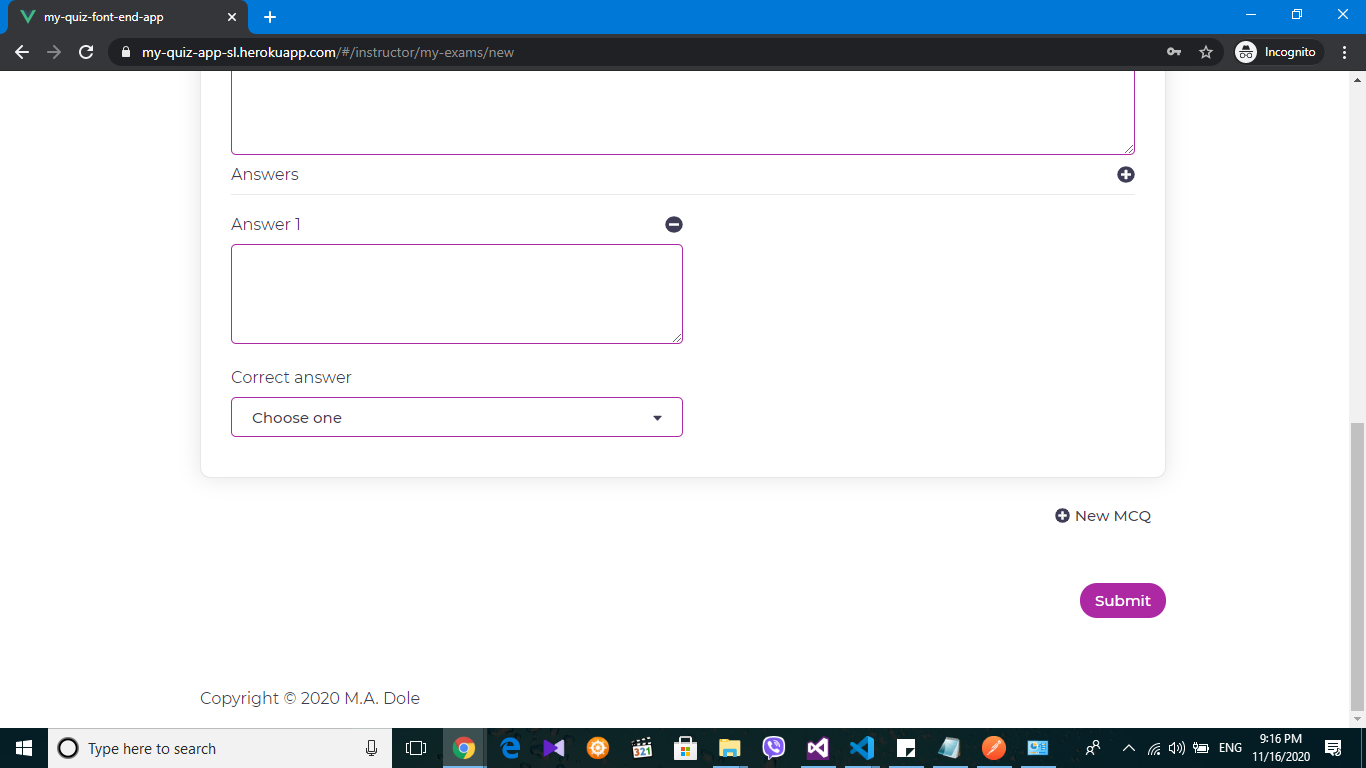 my-quiz-font-end-app
my-quiz-app-sl.herokuapp.com/#/instructor/my-exams/new
Incognito
Answers
Answer 1
Correct answer
Choose one
New MCQ
Submit
Copyright © 2020 M.A. Dole
Type here to search
321
ENG
9:16 PM
11/16/2020